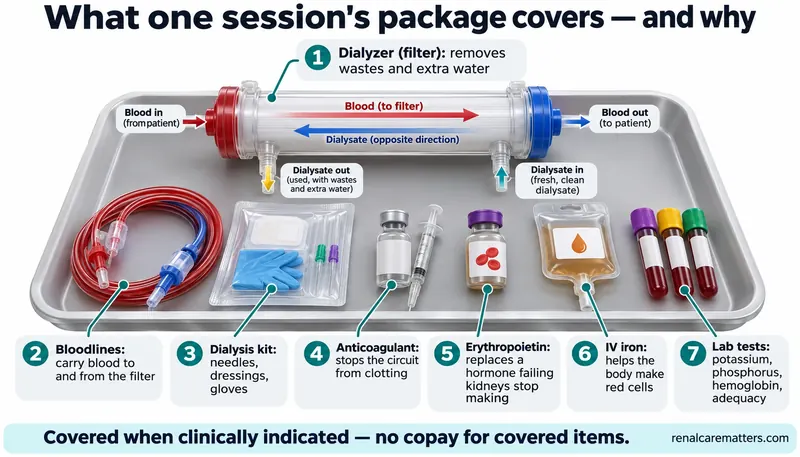 What one session's package covers — and why
1 Dialyzer (filter): removes
wastes and extra water
Blood in
(from patient)
Blood (to filter)
Dialysate (opposite direction)
Blood out
(to patient)
Dialysate out
(used, with wastes
and extra water)
Dialysate in
(fresh, clean
dialysate)
2 Bloodlines:
carry blood to
and from the filter
3 Dialysis kit:
needles,
dressings,
gloves
4 Anticoagulant:
stops the circuit
from clotting
5 Erythropoietin:
replaces a
hormone failing
kidneys stop
making
6 IV iron:
helps the
body make
red cells
7 Lab tests:
potassium,
phosphorus,
hemoglobin,
adequacy
Covered when clinically indicated — no copay for covered items.
renalcarematters.com